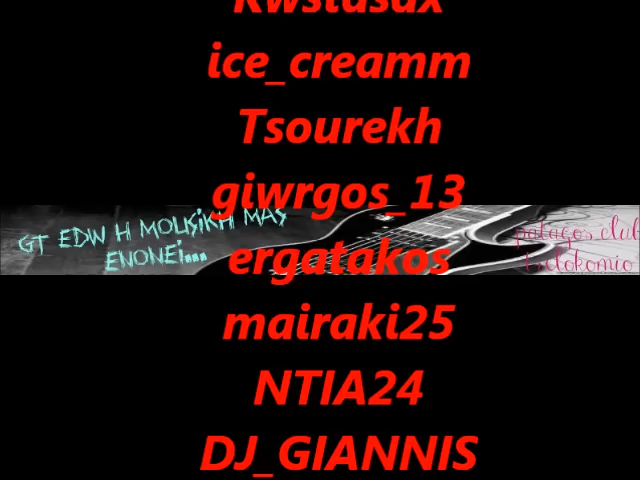 ice_creamm
Tsourekh
giwrgos_13
GT EDW H MOUSiKH MAS
ENONEi...
ergatakos
mairaki25
NTIA24
DJ_GIANNIS